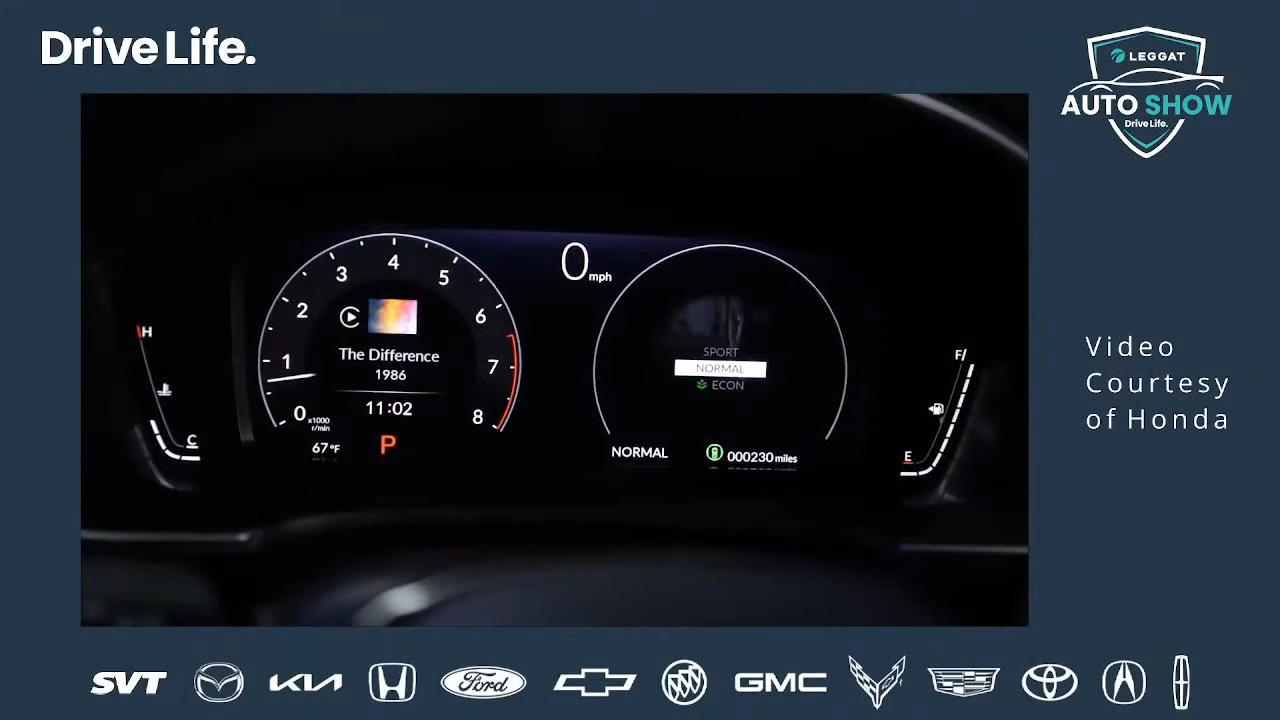 Drive Life.
LEGGAT
AUTO SHOW
Drive Life.
0 mph
4
3
5
2
6
1
7
0
8
x1000
r/min
The Difference
1986
11:02
67°F
P
H
C
SPORT
NORMAL
ECON
NORMAL
000230 miles
F/
E
Video
Courtesy
of Honda
SVT
KIA
Ford
GMC